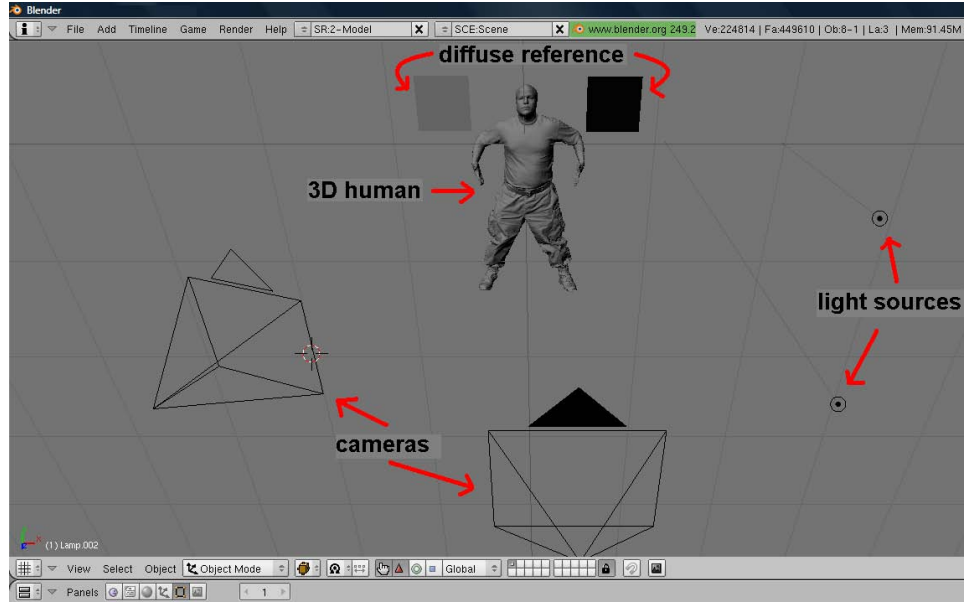 Blender
File Add Timeline Game Render Help SR:2-Model SCE:Scene www.blender.org 249.2 Ve:224814 | Fa:449610 | Ob:8-1 | La:3 | Mem:91.45M
diffuse reference
3D human
light sources
cameras
(1) Lamp.002
View Select Object Object Mode Global
Panels 1